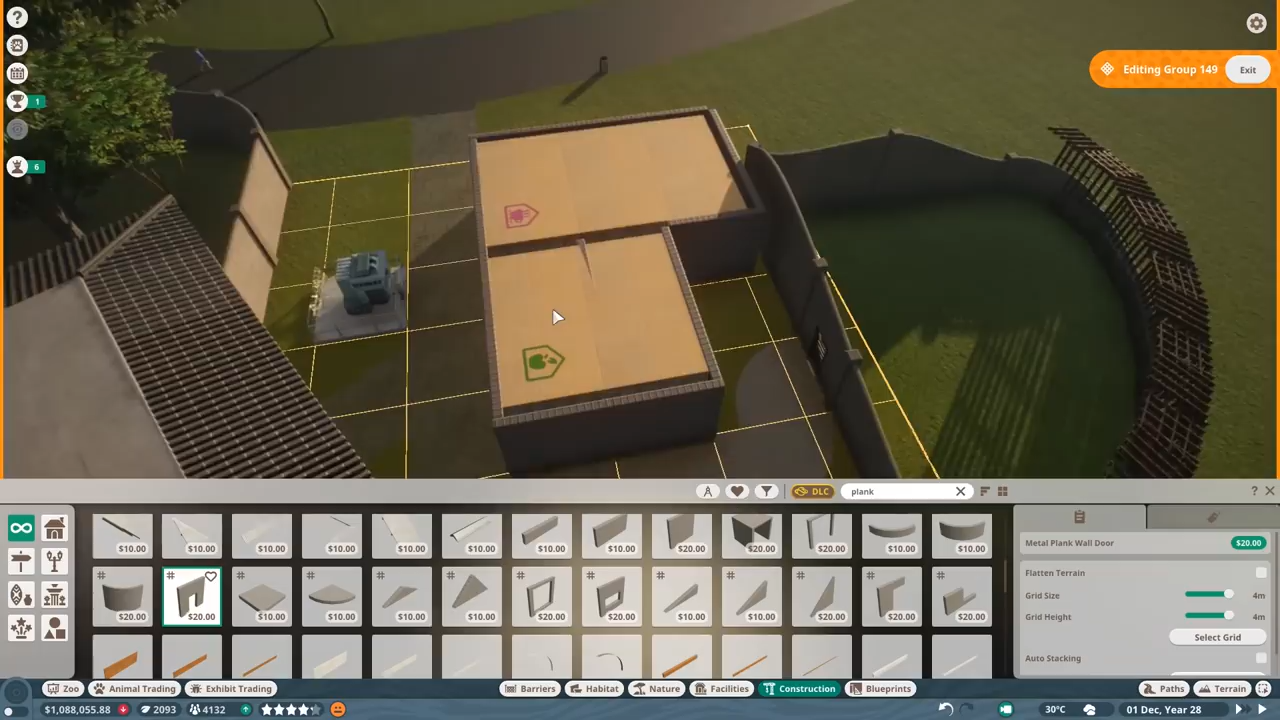 ?
Editing Group 149
Exit
1
6
DLC
plank
?
$10.00
$10.00
$10.00
$10.00
$10.00
$10.00
$10.00
$10.00
$20.00
$20.00
$20.00
$10.00
$10.00
Metal Plank Wall Door
$20.00
$20.00
$20.00
$10.00
$10.00
$10.00
$10.00
$20.00
$20.00
$10.00
$10.00
$20.00
$20.00
$20.00
Flatten Terrain
Grid Size
4m
Grid Height
4m
Select Grid
Auto Stacking
Zoo
Animal Trading
Exhibit Trading
Barriers
Habitat
Nature
Facilities
Construction
Blueprints
Paths
Terrain
$1,088,055.88
2093
4132
30°C
01 Dec, Year 28